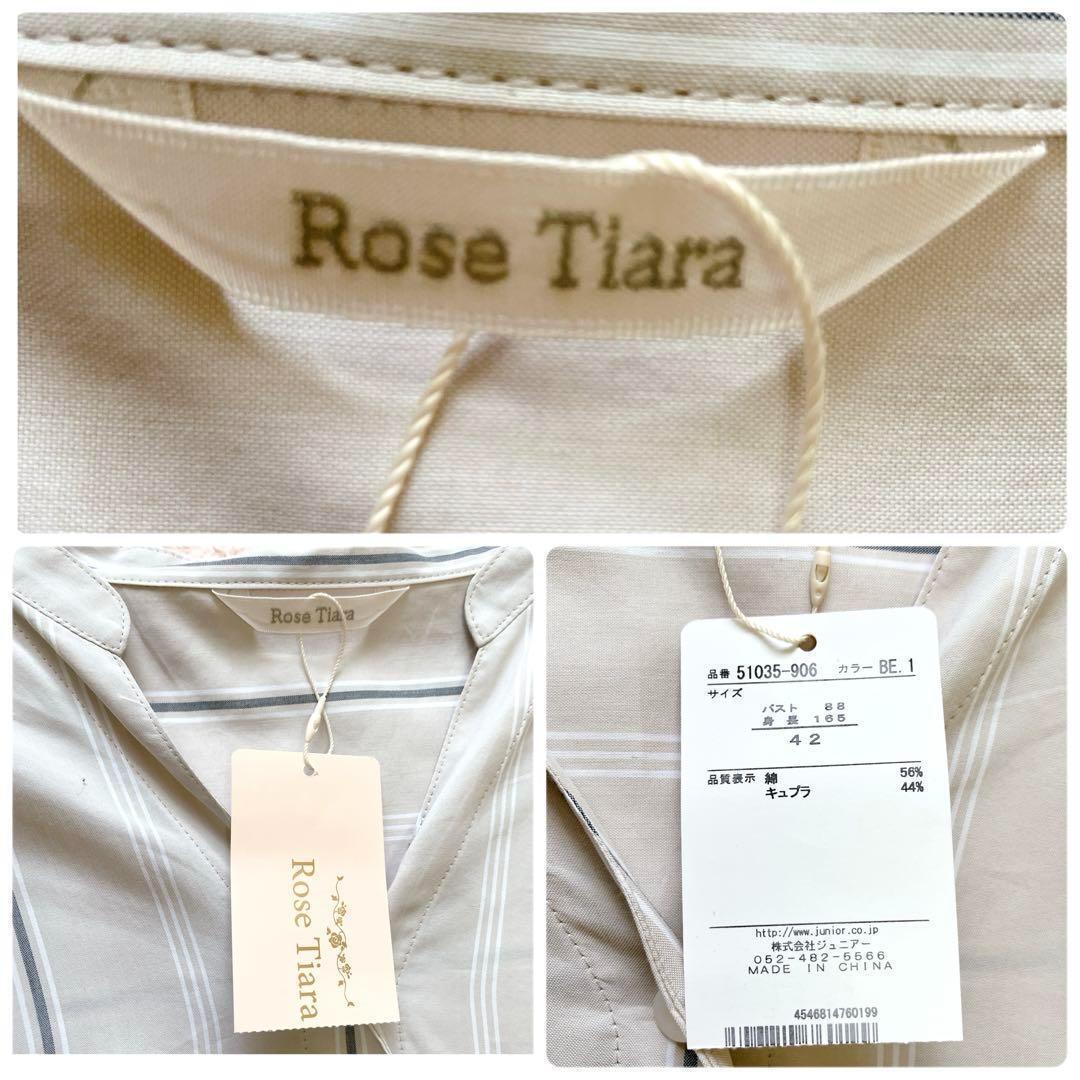 Rose Tiara
Rose Tiara
Rose Tiara
品番 51035-906 カラー BE.1
サイズ
バスト 88
身長 165
42
品質表示 綿 56%
キュプラ 44%
http://www.junior.co.jp
株式会社ジュニアー
052-482-5566
MADE IN CHINA
4546814760199